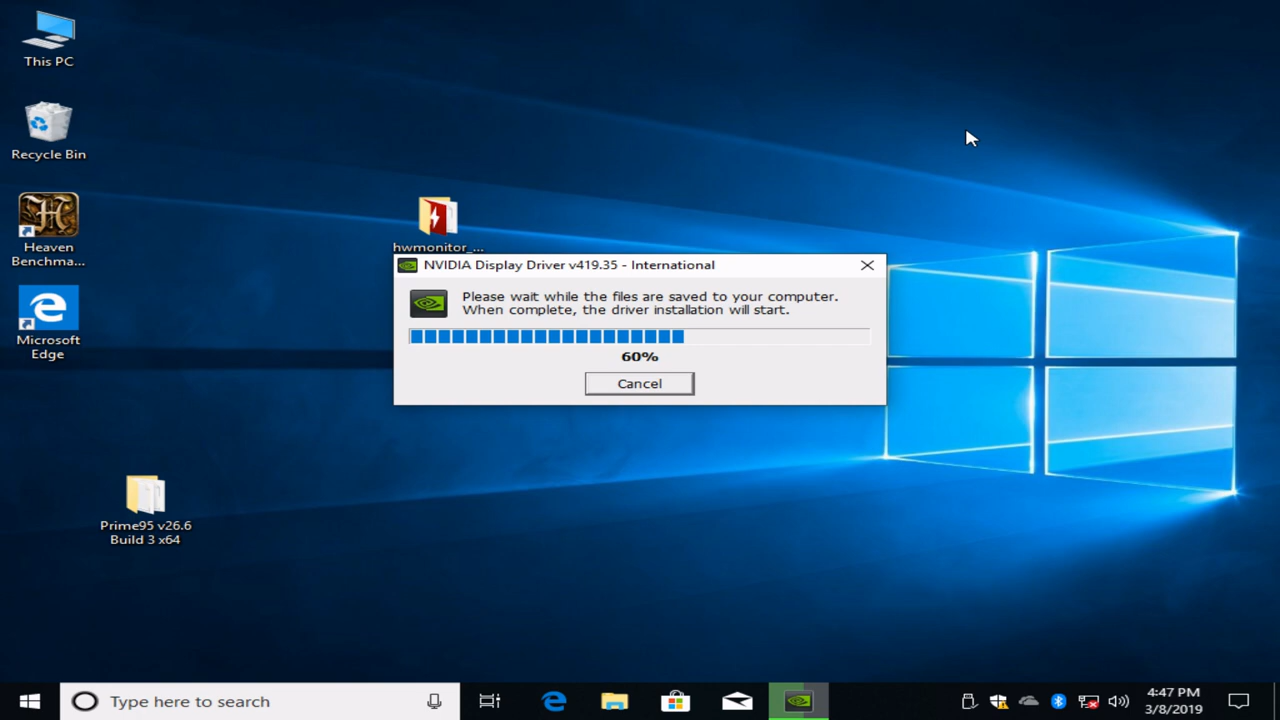 This PC
Recycle Bin
Heaven
Benchma...
Microsoft
Edge
hwmonitor_...
NVIDIA Display Driver v419.35 - International
Please wait while the files are saved to your computer.
When complete, the driver installation will start.
60%
Cancel
Prime95 v26.6
Build 3 x64
Type here to search
4:47 PM
3/8/2019